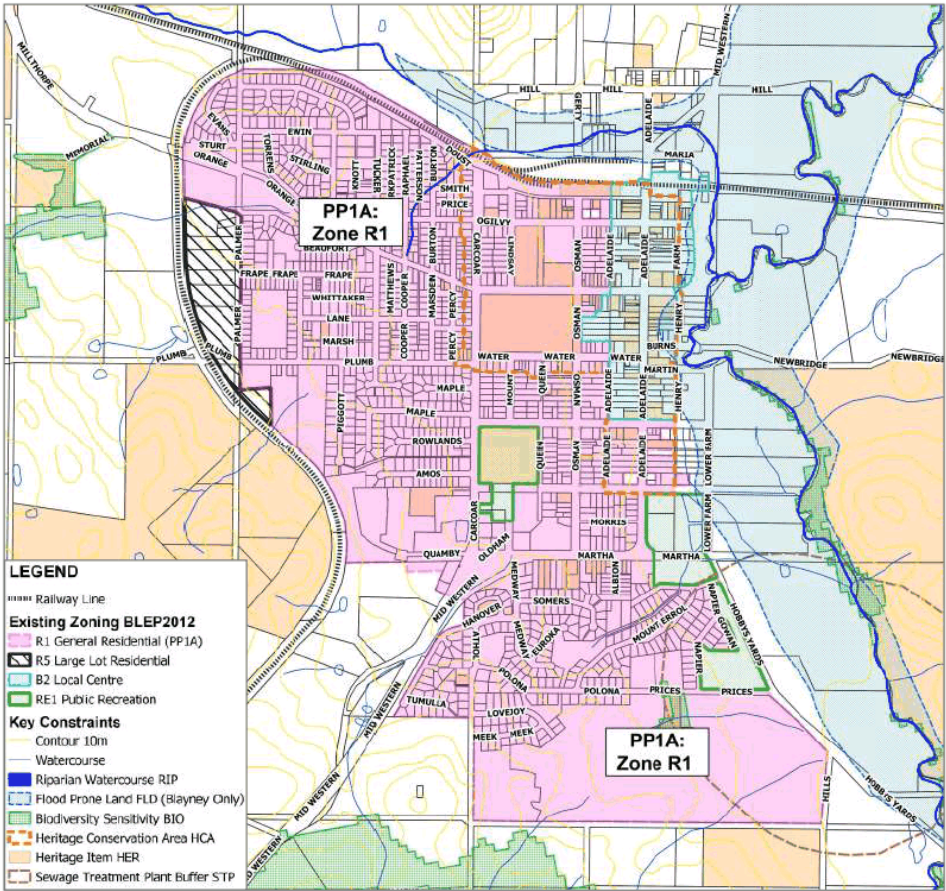 MILLTHORPE
MID WESTERN
HILL
HILL
HILL
GERTY
ADELAIDE
MEMORIAL
EVANS
EWIN
STURT
ORANGE
TORRENS
STIRLING
ORANGE
KNOTT
TUCKER
RAPHAEL
PATTERSON
BURTON
DOUST
MARIA
SMITH
PRICE
OGILVY
PP1A:
Zone R1
BEAUFORT
PALMER
CARCOAR
LINDSAY
OSMAN
ADELAIDE
ADELAIDE
FARM
FRAPE FRAPE
FRAPE
MATTHEWS
COOPER
MARSDEN
BURTON
WHITTAKER
PERCY
LANE
MARSH
PALMER
COOPER
PERCY
OSMAN
HENRY
BURNS
PLUMB
PLUMB
PLUMB
WATER
WATER
WATER
MARTIN
NEWBRIDGE
NEWBRIDGE
MAPLE
MOUNT
QUEEN
OSMAN
ADELAIDE
ADELAIDE
HENRY
PIGGOTT
MAPLE
ROWLANDS
QUEEN
OSMAN
ADELAIDE
ADELAIDE
LOWER FARM
AMOS
CARCOAR
MORRIS
LOWER FARM
OLDHAM
QUAMBY
MARTHA
MARTHA
MID WESTERN
MEDWAY
ALBION
HANOVER
SOMERS
MOUNT ERROL
NAPIER GOWAN
HOBBYS YARDS
ATHOL
MEDWAY
EUROKA
NAPIER
POLONA
POLONA
PRICES
PRICES
MID WESTERN
TUMULLA
LOVEJOY
MEEK
MEEK
PP1A:
Zone R1
MID WESTERN
HILLS
HOBBYS YARDS
LEGEND
Railway Line
Existing Zoning BLEP2012
R1 General Residential (PP1A)
R5 Large Lot Residential
B2 Local Centre
RE1 Public Recreation
Key Constraints
Contour 10m
Watercourse
Riparian Watercourse RIP
Flood Prone Land FLD (Blayney Only)
Biodiversity Sensitivity BIO
Heritage Conservation Area HCA
Heritage Item HER
Sewage Treatment Plant Buffer STP